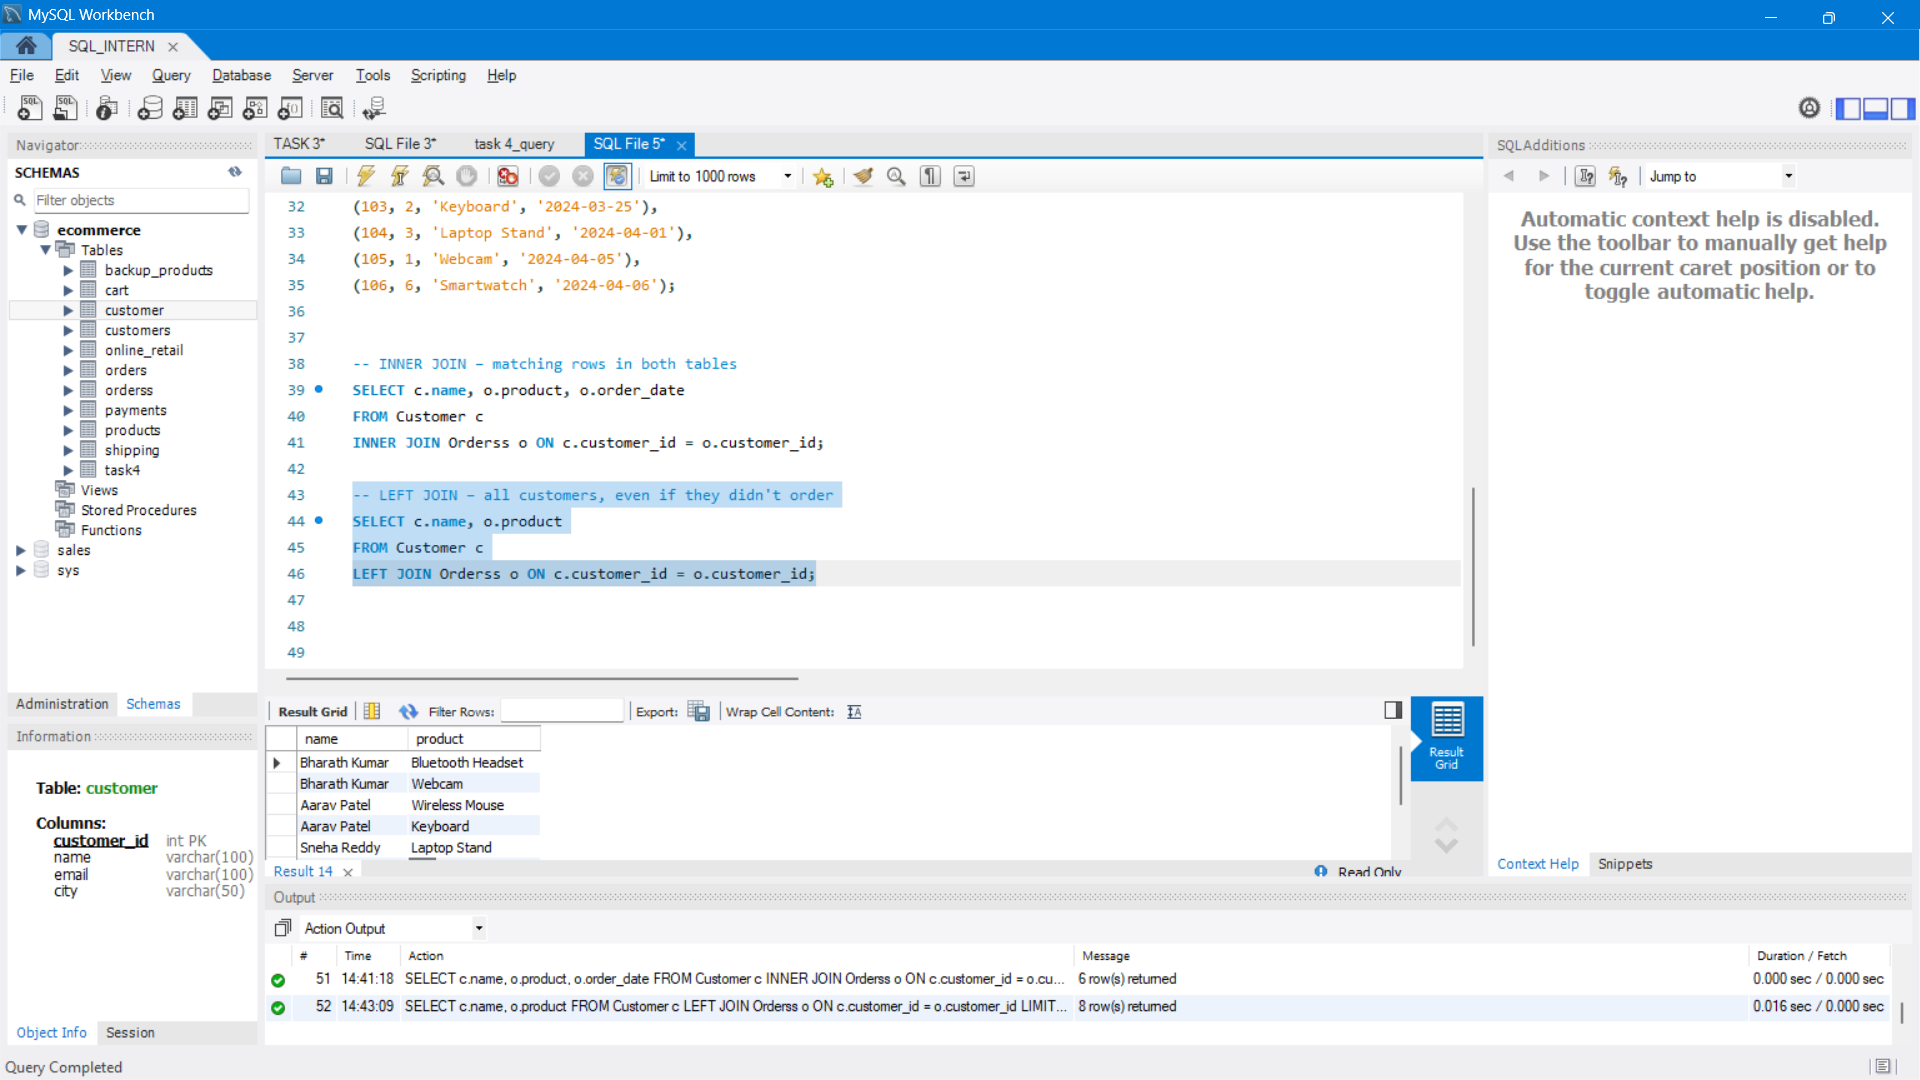 MySQL Workbench
SQL_INTERN
File Edit View Query Database Server Tools Scripting Help
Navigator
SCHEMAS
Filter objects
ecommerce
Tables
backup_products
cart
customer
customers
online_retail
orders
orderss
payments
products
shipping
task4
Views
Stored Procedures
Functions
sales
sys
Administration Schemas
Information
Table: customer
Columns:
customer_id int PK
name varchar(100)
email varchar(100)
city varchar(50)
Object Info Session
TASK 3* SQL File 3* task 4_query SQL File 5*
Limit to 1000 rows
32 (103, 2, 'Keyboard', '2024-03-25'),
33 (104, 3, 'Laptop Stand', '2024-04-01'),
34 (105, 1, 'Webcam', '2024-04-05'),
35 (106, 6, 'Smartwatch', '2024-04-06');
36
37
38 -- INNER JOIN – matching rows in both tables
39 SELECT c.name, o.product, o.order_date
40 FROM Customer c
41 INNER JOIN Orderss o ON c.customer_id = o.customer_id;
42
43 -- LEFT JOIN – all customers, even if they didn't order
44 SELECT c.name, o.product
45 FROM Customer c
46 LEFT JOIN Orderss o ON c.customer_id = o.customer_id;
47
48
49
Result Grid Filter Rows: Export: Wrap Cell Content:
name product
Bharath Kumar Bluetooth Headset
Bharath Kumar Webcam
Aarav Patel Wireless Mouse
Aarav Patel Keyboard
Sneha Reddy Laptop Stand
Result Grid
Result 14
Read Only
SQLAdditions
Jump to
Automatic context help is disabled.
Use the toolbar to manually get help
for the current caret position or to
toggle automatic help.
Context Help Snippets
Output
Action Output
# Time Action Message Duration / Fetch
51 14:41:18 SELECT c.name, o.product, o.order_date FROM Customer c INNER JOIN Orderss o ON c.customer_id = o.cu... 6 row(s) returned 0.000 sec / 0.000 sec
52 14:43:09 SELECT c.name, o.product FROM Customer c LEFT JOIN Orderss o ON c.customer_id = o.customer_id LIMIT... 8 row(s) returned 0.016 sec / 0.000 sec
Query Completed